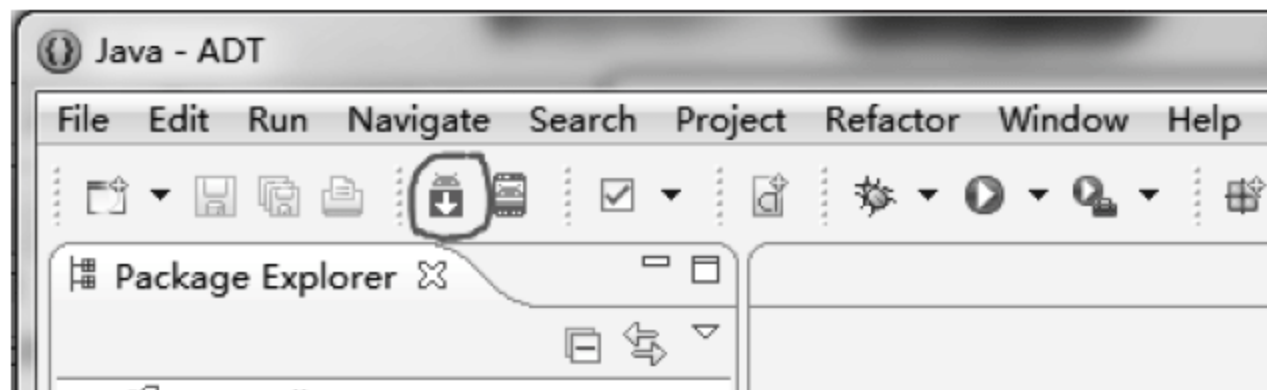 Java - ADT
File Edit Run Navigate Search Project Refactor Window Help
Package Explorer